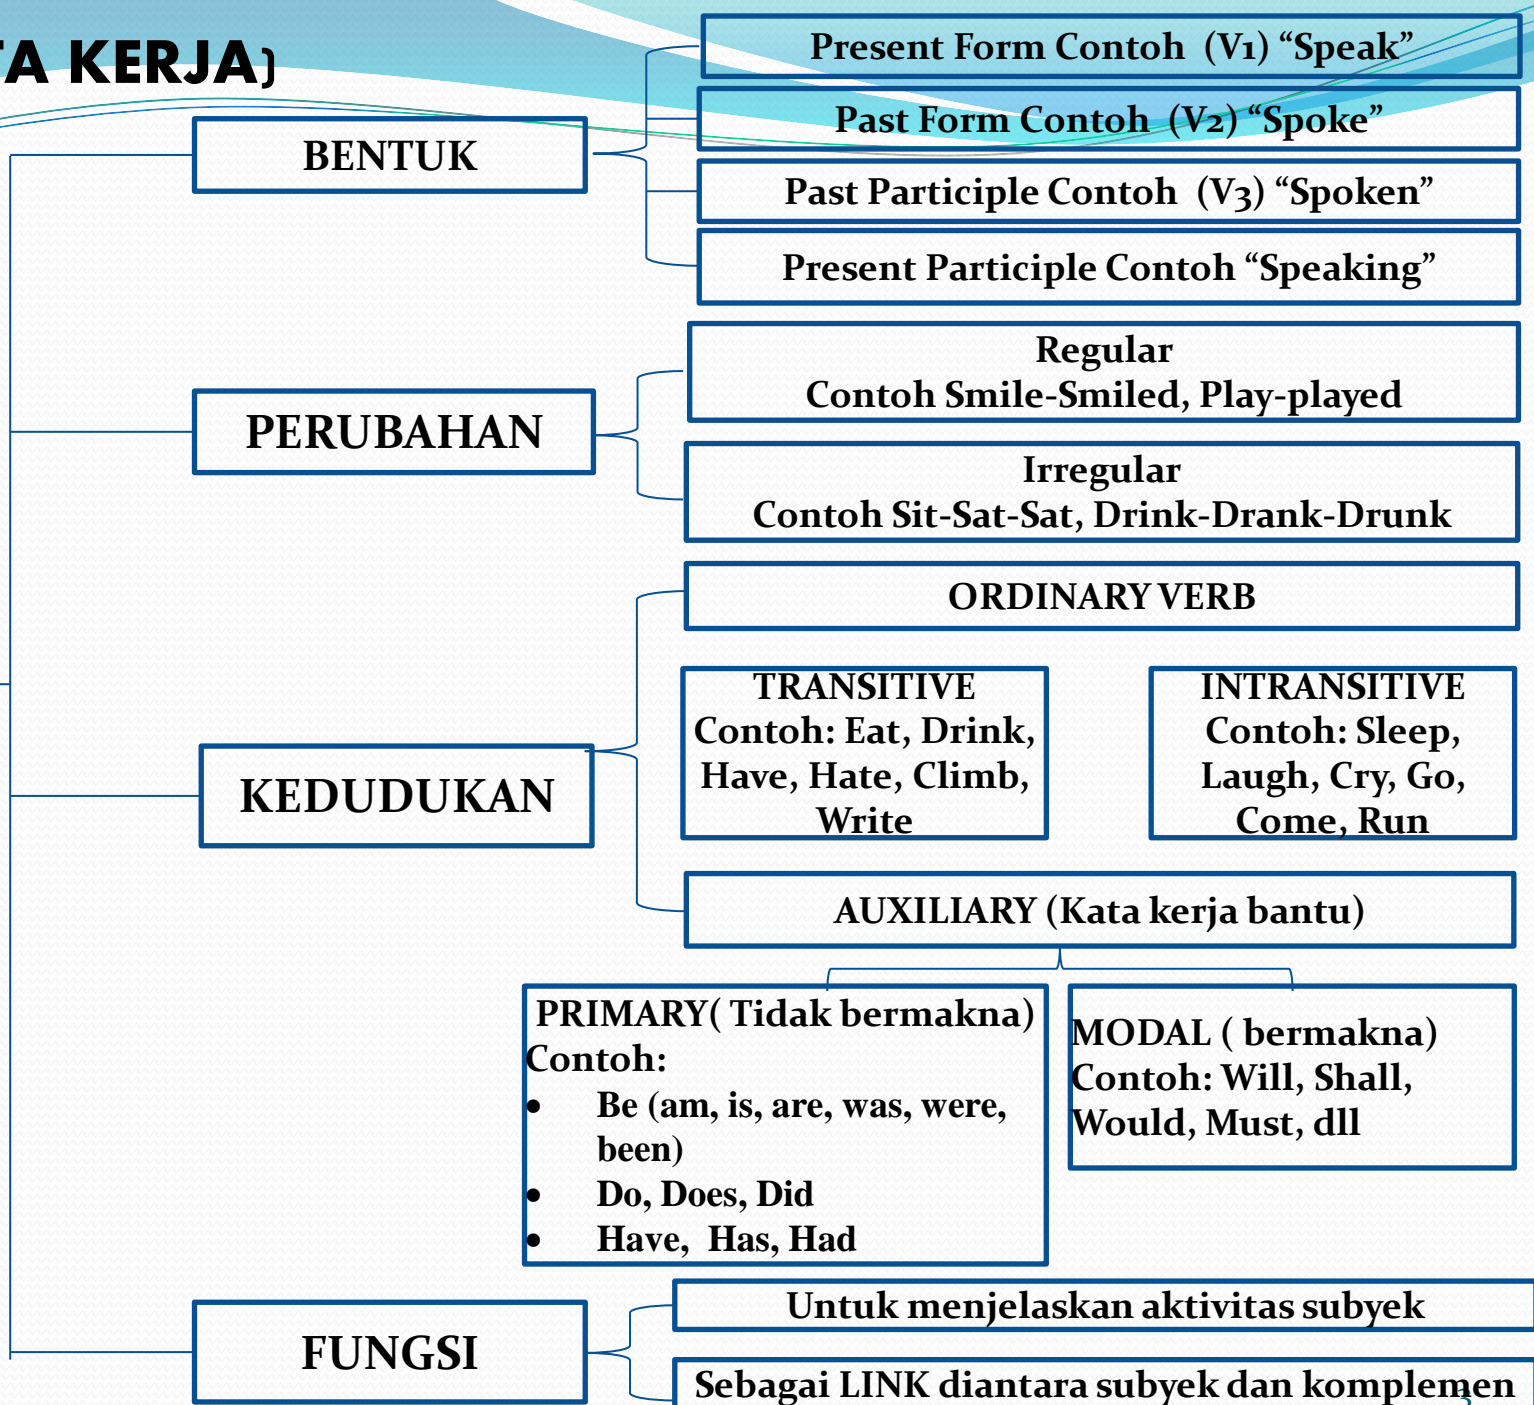 TA KERJA)
BENTUK
Present Form Contoh (V1) “Speak”
Past Form Contoh (V2) “Spoke”
Past Participle Contoh (V3) “Spoken”
Present Participle Contoh “Speaking”
PERUBAHAN
Regular
Contoh Smile-Smiled, Play-played
Irregular
Contoh Sit-Sat-Sat, Drink-Drank-Drunk
KEDUDUKAN
ORDINARY VERB
TRANSITIVE
Contoh: Eat, Drink,
Have, Hate, Climb,
Write
INTRANSITIVE
Contoh: Sleep,
Laugh, Cry, Go,
Come, Run
AUXILIARY (Kata kerja bantu)
PRIMARY( Tidak bermakna)
Contoh:
• Be (am, is, are, was, were,
been)
• Do, Does, Did
• Have, Has, Had
MODAL ( bermakna)
Contoh: Will, Shall,
Would, Must, dll
FUNGSI
Untuk menjelaskan aktivitas subyek
Sebagai LINK diantara subyek dan komplemen
3